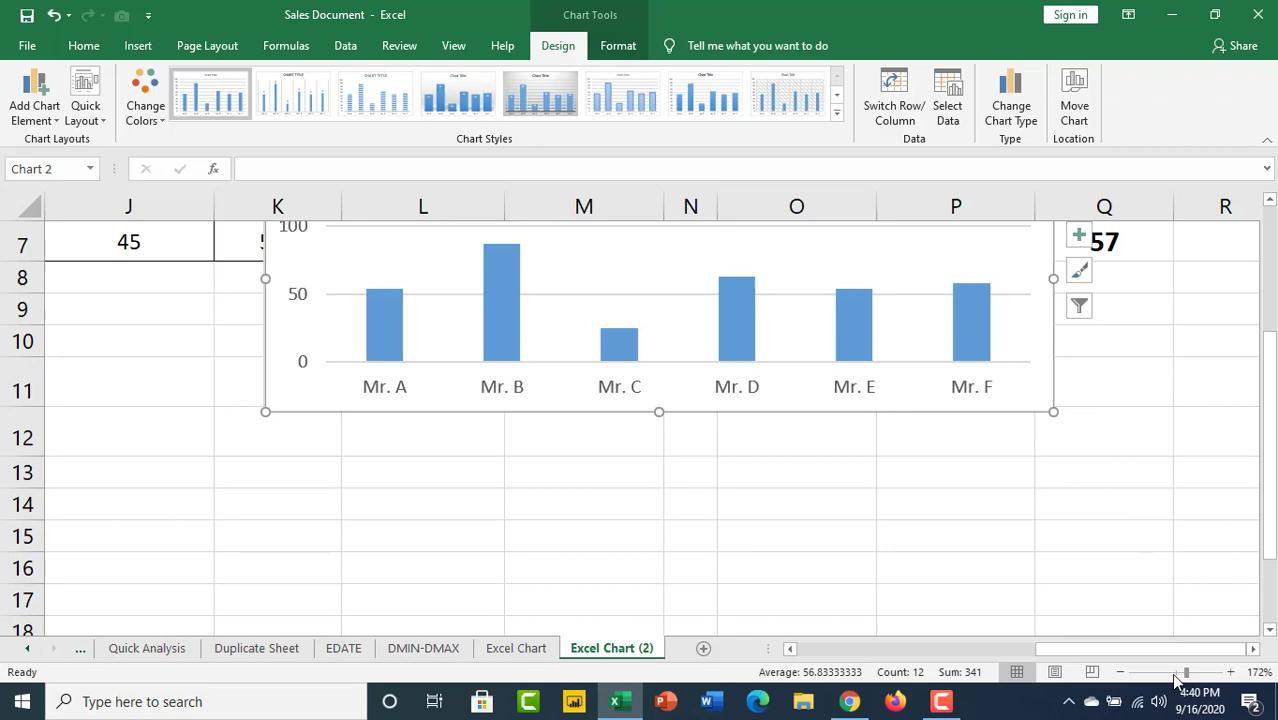 Sales Document  -  Excel
Chart Tools
Sign in
File
Home
Insert
Page Layout
Formulas
Data
Review
View
Help
Design
Format
Tell me what you want to do
Share
Add Chart
Element
Quick
Layout
Change
Colors
Switch Row/
Column
Select
Data
Change
Chart Type
Move
Chart
Chart Layouts
Chart Styles
Data
Type
Location
Chart 2
fx
J K L M N O P Q R
7 45 57
8
9
10
11
12
13
14
15
16
17
18
100
50
0
Mr. A Mr. B Mr. C Mr. D Mr. E Mr. F
... Quick Analysis Duplicate Sheet EDATE DMIN-DMAX Excel Chart Excel Chart (2)
Ready
Average: 56.83333333 Count: 12 Sum: 341
172%
Type here to search
4:40 PM
9/16/2020
2